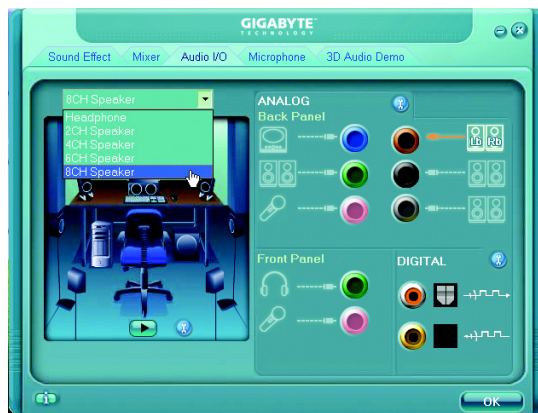 GIGABYTE
TECHNOLOGY
Sound Effect Mixer Audio I/O Microphone 3D Audio Demo
8CH Speaker
Headphone
2CH Speaker
4CH Speaker
6CH Speaker
8CH Speaker
ANALOG
Back Panel
Lb Rb
Front Panel
DIGITAL
i
OK